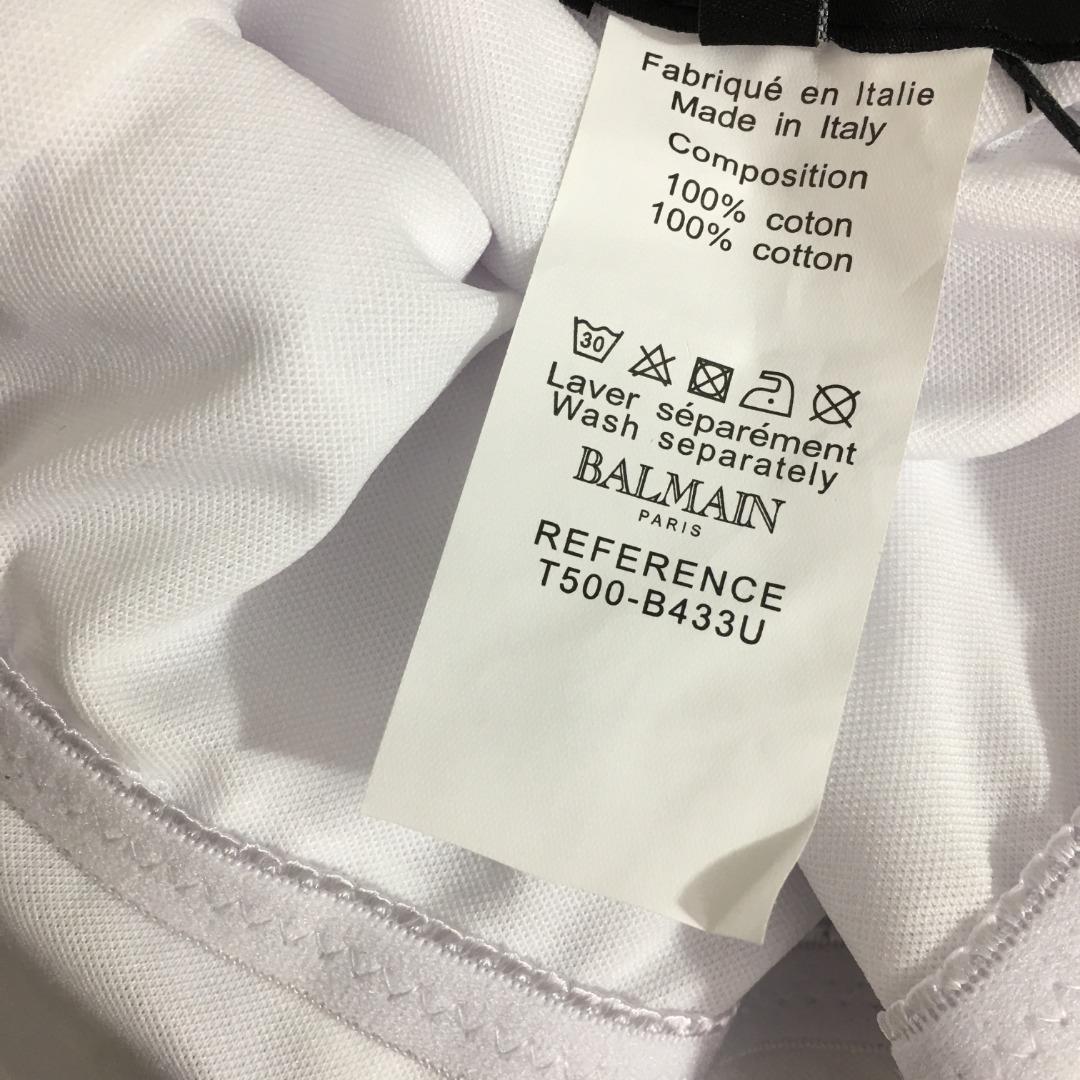 Fabriqué en Italie
Made in Italy
Composition
100% coton
100% cotton
30
Laver séparément
Wash separately
BALMAIN
PARIS
REFERENCE
T500-B433U